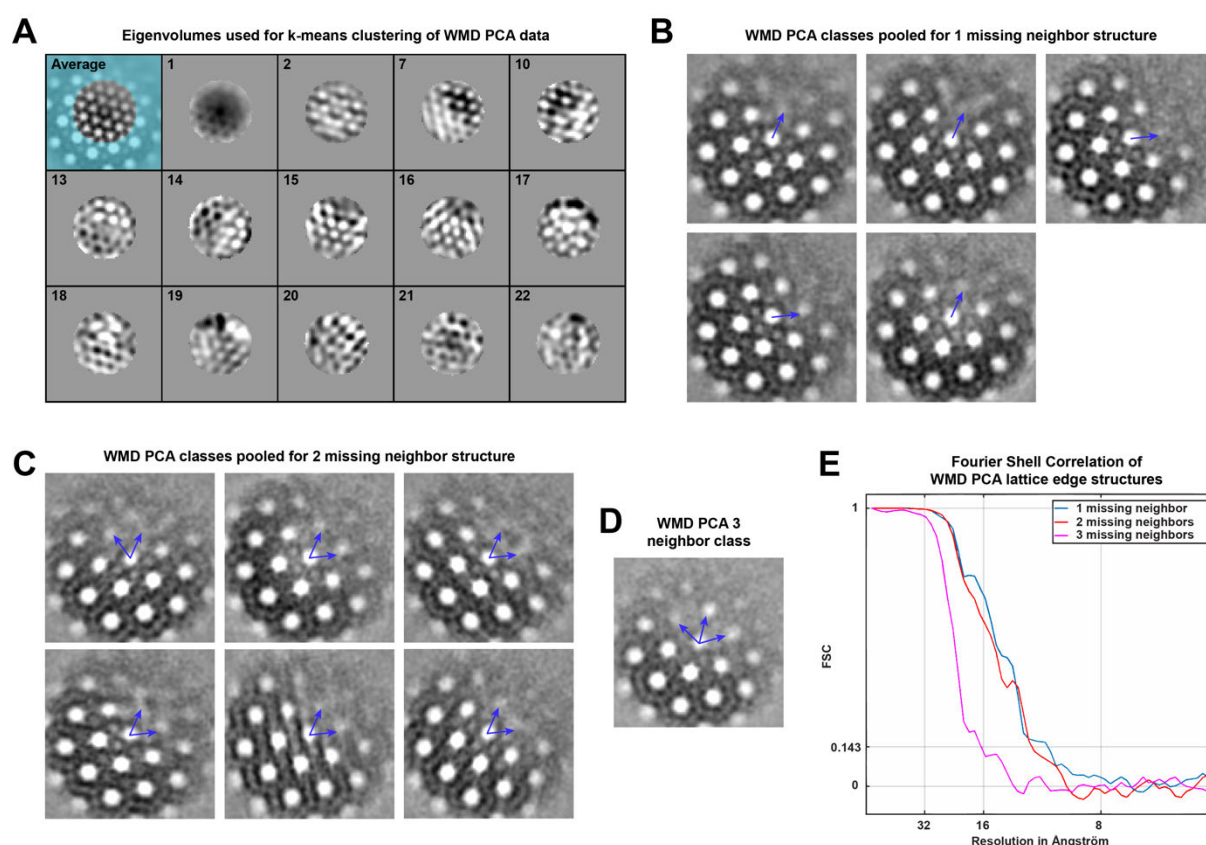 A
Eigenvolumes used for k-means clustering of WMD PCA data
Average
1
2
7
10
13
14
15
16
17
18
19
20
21
22
B
WMD PCA classes pooled for 1 missing neighbor structure
C
WMD PCA classes pooled for 2 missing neighbor structure
D
WMD PCA 3
neighbor class
E
Fourier Shell Correlation of
WMD PCA lattice edge structures
1 missing neighbor
2 missing neighbors
3 missing neighbors
1
FSC
0.143
0
32
16
8
Resolution in Ångström